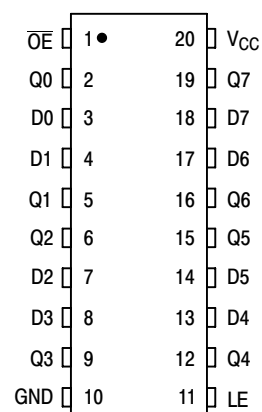 O̅E̅ 1 20 VCC
Q0 2 19 Q7
D0 3 18 D7
D1 4 17 D6
Q1 5 16 Q6
Q2 6 15 Q5
D2 7 14 D5
D3 8 13 D4
Q3 9 12 Q4
GND 10 11 LE